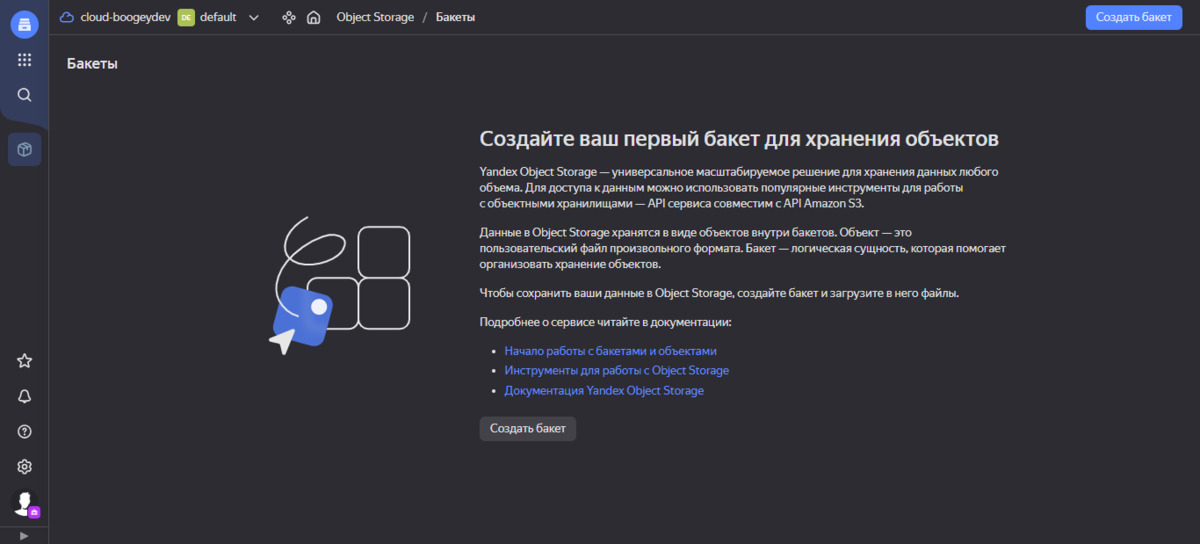 cloud-boogeydev DE default Object Storage / Бакеты Создать бакет
Бакеты
Создайте ваш первый бакет для хранения объектов
Yandex Object Storage — универсальное масштабируемое решение для хранения данных любого
объема. Для доступа к данным можно использовать популярные инструменты для работы
с объектными хранилищами — API сервиса совместим с API Amazon S3.
Данные в Object Storage хранятся в виде объектов внутри бакетов. Объект — это
пользовательский файл произвольного формата. Бакет — логическая сущность, которая помогает
организовать хранение объектов.
Чтобы сохранить ваши данные в Object Storage, создайте бакет и загрузите в него файлы.
Подробнее о сервисе читайте в документации:
• Начало работы с бакетами и объектами
• Инструменты для работы с Object Storage
• Документация Yandex Object Storage
Создать бакет